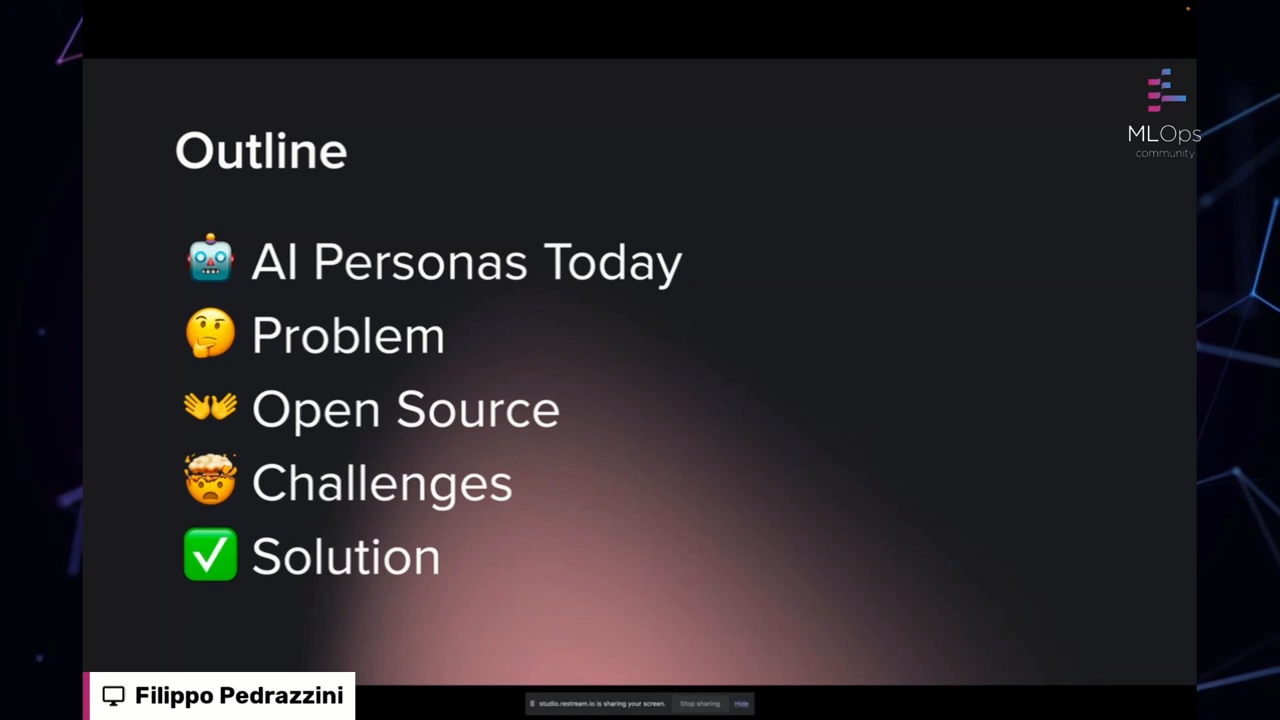 MLOps
community
Outline
🤖 AI Personas Today
🤔 Problem
👐 Open Source
🤯 Challenges
✅ Solution
Filippo Pedrazzini
studio.restream.io is sharing your screen. Stop sharing Hide